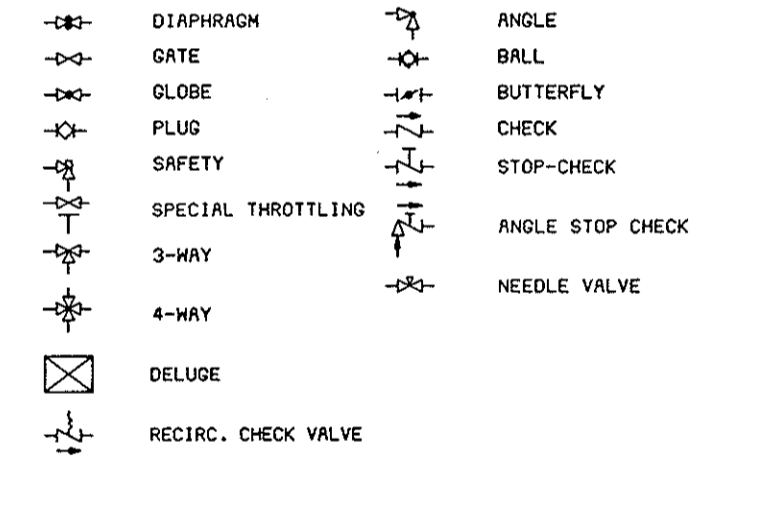 DIAPHRAGM
GATE
GLOBE
PLUG
SAFETY
SPECIAL THROTTLING
3-WAY
4-WAY
DELUGE
RECIRC. CHECK VALVE
ANGLE
BALL
BUTTERFLY
CHECK
STOP-CHECK
ANGLE STOP CHECK
NEEDLE VALVE